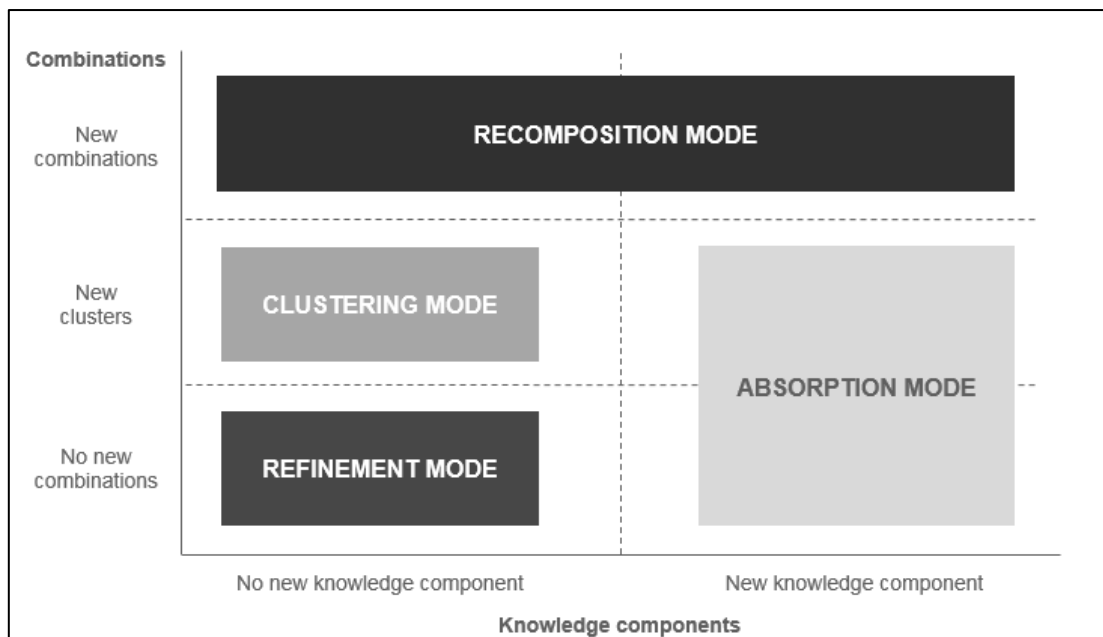 Combinations
New
combinations
RECOMPOSITION MODE
New
clusters
CLUSTERING MODE
ABSORPTION MODE
No new
combinations
REFINEMENT MODE
No new knowledge component
New knowledge component
Knowledge components